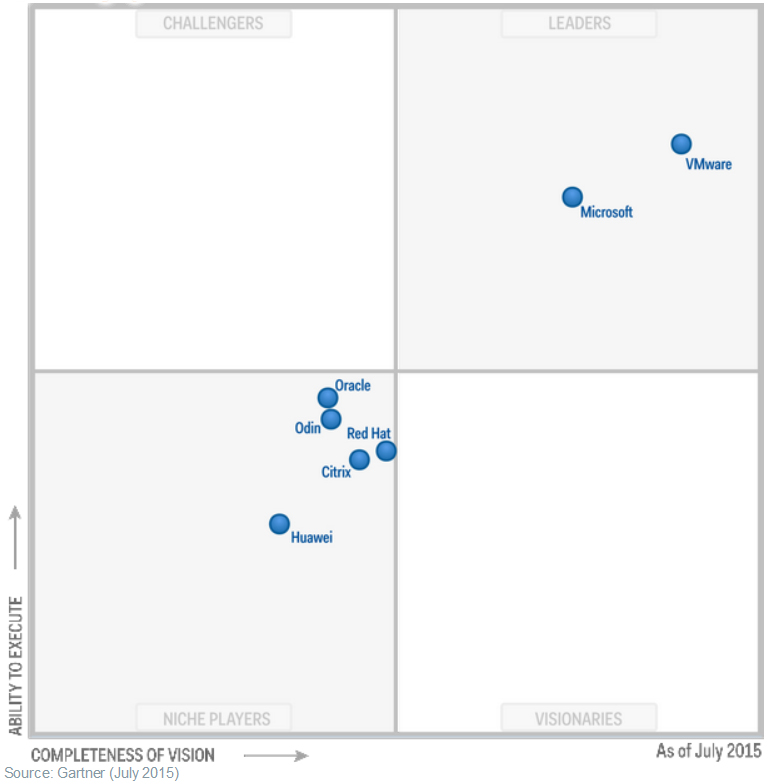 CHALLENGERS
LEADERS
VMware
Microsoft
Oracle
Odin
Red Hat
Citrix
Huawei
ABILITY TO EXECUTE
NICHE PLAYERS
VISIONARIES
COMPLETENESS OF VISION
As of July 2015
Source: Gartner (July 2015)